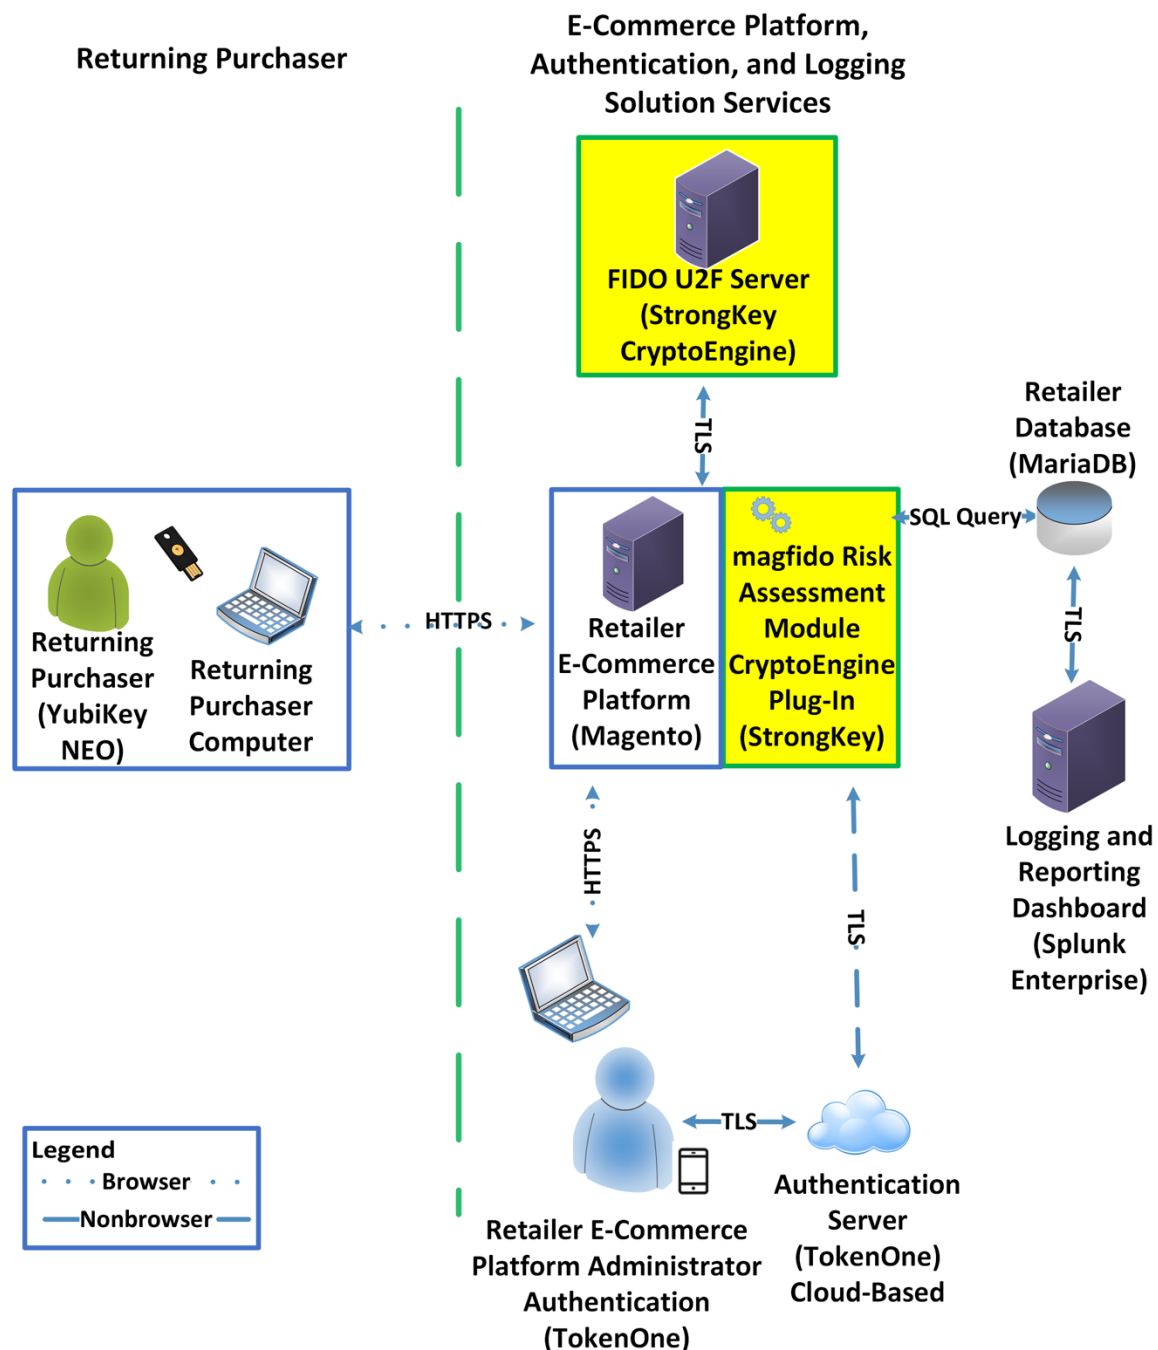 Returning Purchaser
E-Commerce Platform,
Authentication, and Logging
Solution Services
FIDO U2F Server
(StrongKey
CryptoEngine)
TLS
Retailer
Database
(MariaDB)
SQL Query
TLS
Logging and
Reporting
Dashboard
(Splunk
Enterprise)
Returning
Purchaser
(YubiKey
NEO)
Returning
Purchaser
Computer
HTTPS
Retailer
E-Commerce
Platform
(Magento)
magfido Risk
Assessment
Module
CryptoEngine
Plug-In
(StrongKey)
HTTPS
TLS
TLS
Retailer E-Commerce
Platform Administrator
Authentication
(TokenOne)
Authentication
Server
(TokenOne)
Cloud-Based
Legend
Browser
Nonbrowser